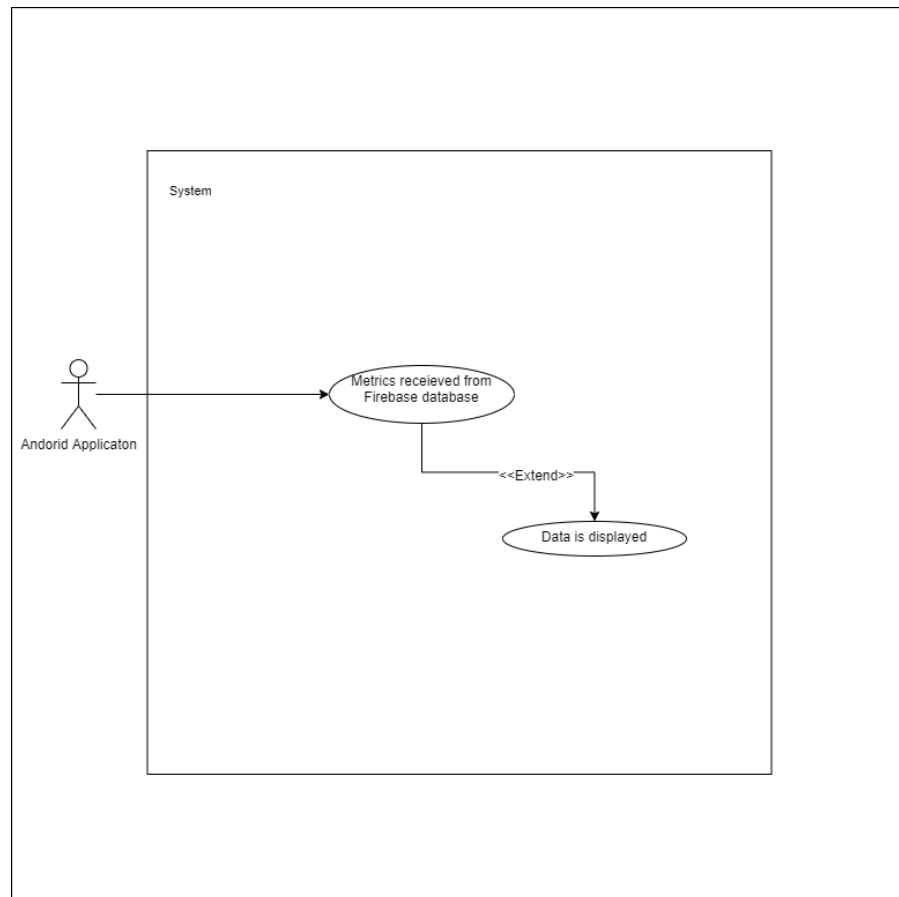 System
Metrics receieved from
Firebase database
Andorid Applicaton
<<Extend>>
Data is displayed